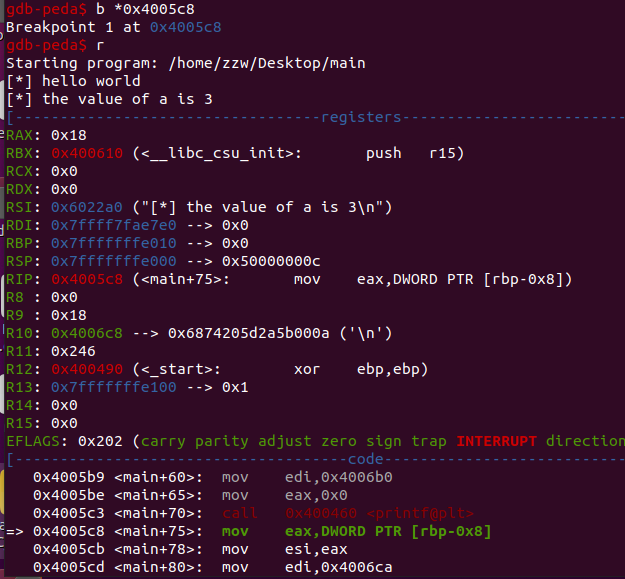 gdb-peda$ b *0x4005c8
Breakpoint 1 at 0x4005c8
gdb-peda$ r
Starting program: /home/zzw/Desktop/main
[*] hello world
[*] the value of a is 3
[----------------------------------registers-------------------------
RAX: 0x18
RBX: 0x400610 (<__libc_csu_init>:       push   r15)
RCX: 0x0
RDX: 0x0
RSI: 0x6022a0 ("[*] the value of a is 3\n")
RDI: 0x7ffff7fae7e0 --> 0x0
RBP: 0x7fffffffe010 --> 0x0
RSP: 0x7fffffffe000 --> 0x50000000c
RIP: 0x4005c8 (<main+75>:       mov    eax,DWORD PTR [rbp-0x8])
R8 : 0x0
R9 : 0x18
R10: 0x4006c8 --> 0x6874205d2a5b000a ('\n')
R11: 0x246
R12: 0x400490 (<_start>:        xor    ebp,ebp)
R13: 0x7fffffffe100 --> 0x1
R14: 0x0
R15: 0x0
EFLAGS: 0x202 (carry parity adjust zero sign trap INTERRUPT direction
[-------------------------------------code---------------------------
   0x4005b9 <main+60>:  mov    edi,0x4006b0
   0x4005be <main+65>:  mov    eax,0x0
   0x4005c3 <main+70>:  call   0x400460 <printf@plt>
=> 0x4005c8 <main+75>:  mov    eax,DWORD PTR [rbp-0x8]
   0x4005cb <main+78>:  mov    esi,eax
   0x4005cd <main+80>:  mov    edi,0x4006ca